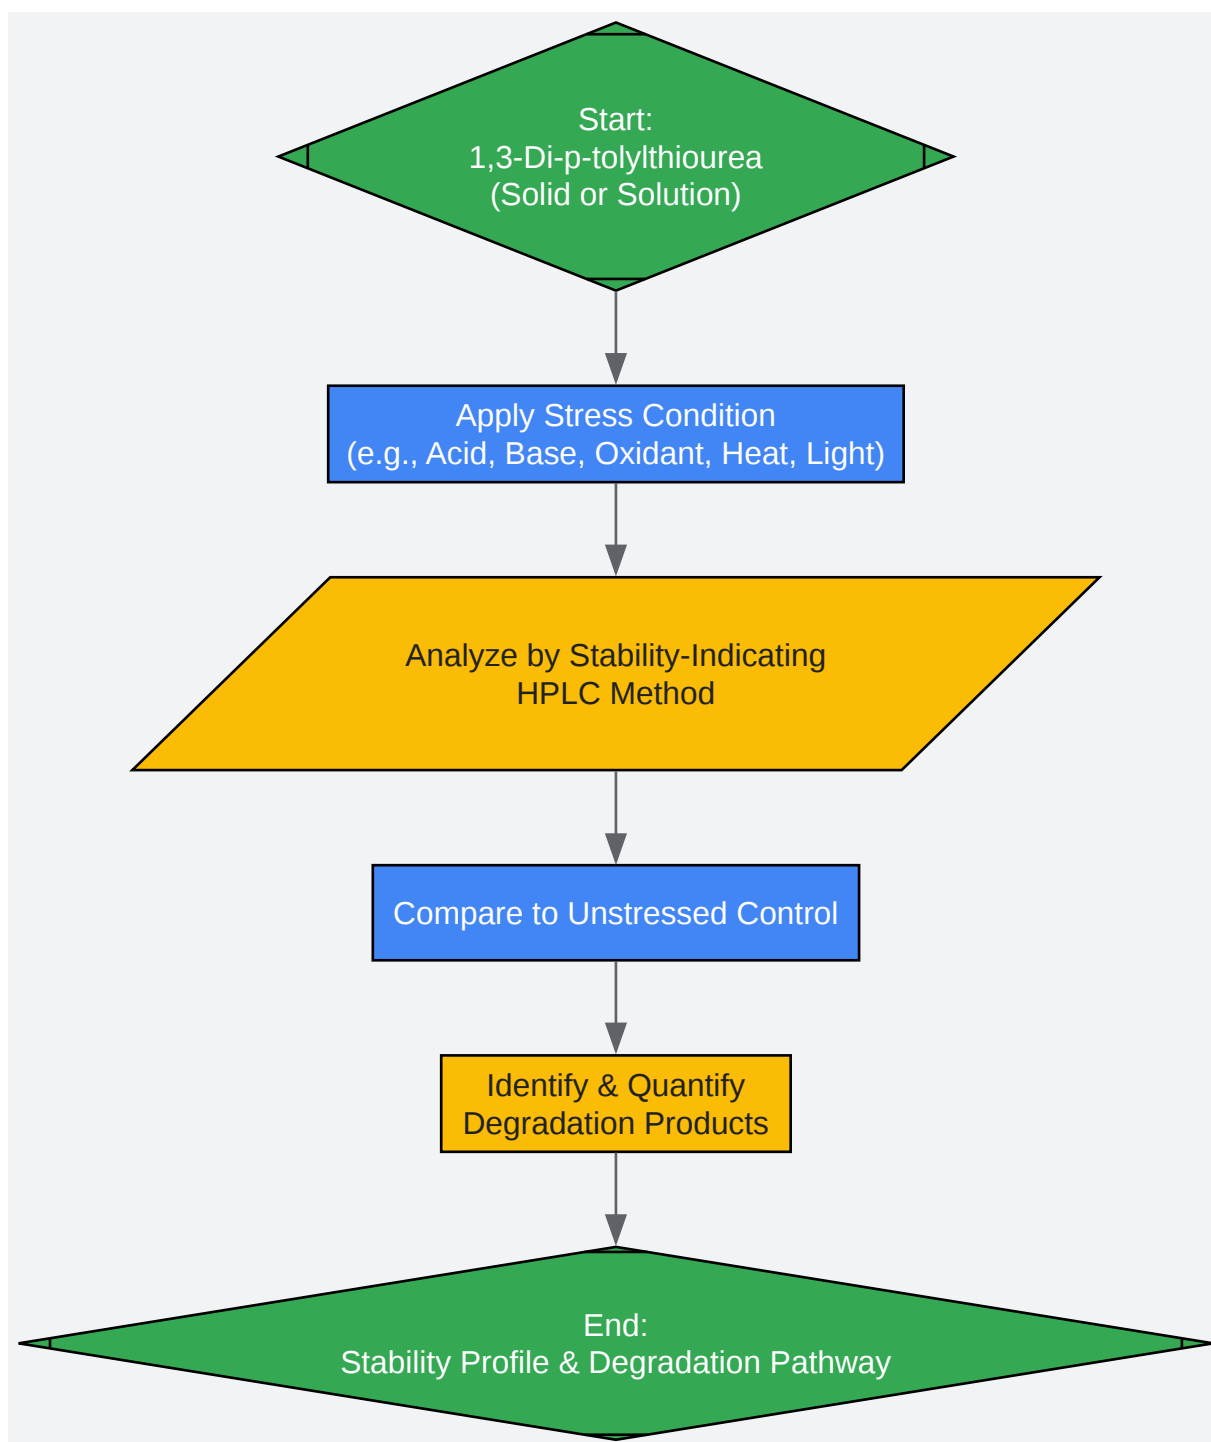 Start:
1,3-Di-p-tolylthiourea
(Solid or Solution)
Apply Stress Condition
(e.g., Acid, Base, Oxidant, Heat, Light)
Analyze by Stability-Indicating
HPLC Method
Compare to Unstressed Control
Identify & Quantify
Degradation Products
End:
Stability Profile & Degradation Pathway